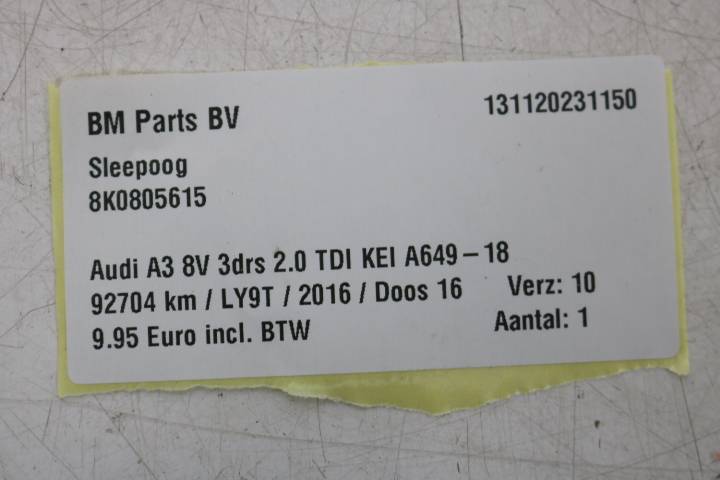 BM Parts BV 131120231150
Sleepoog
8K0805615
Audi A3 8V 3drs 2.0 TDI KEI A649-18
92704 km / LY9T / 2016 / Doos 16 Verz: 10
9.95 Euro incl. BTW Aantal: 1